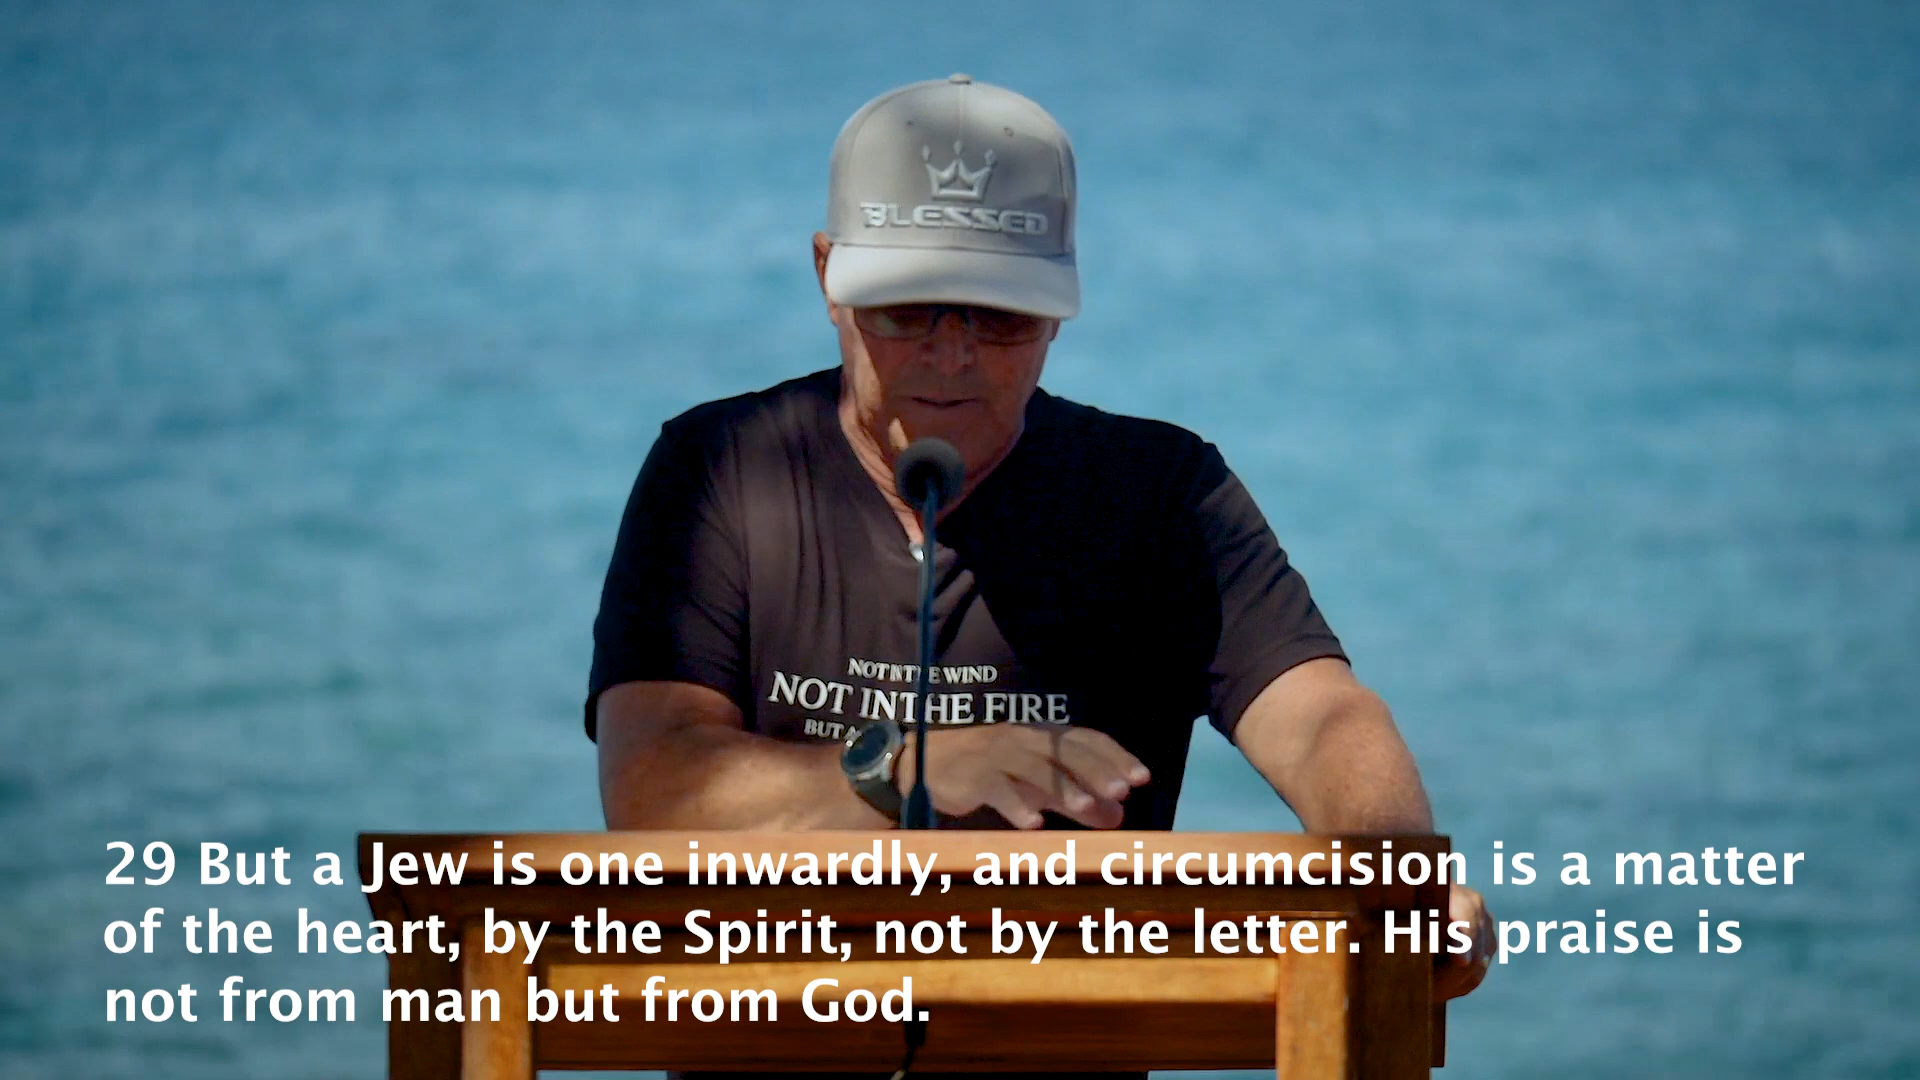 BLESSED
NOT IN THE WIND
NOT IN THE FIRE
BUT A
29 But a Jew is one inwardly, and circumcision is a matter
of the heart, by the Spirit, not by the letter. His praise is
not from man but from God.